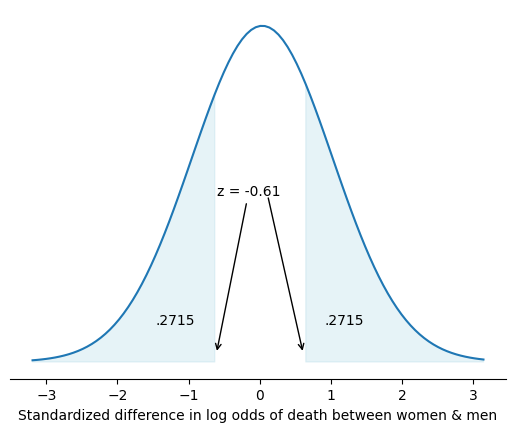 z = -0.61
.2715 .2715
−3 −2 −1 0 1 2 3
Standardized difference in log odds of death between women & men